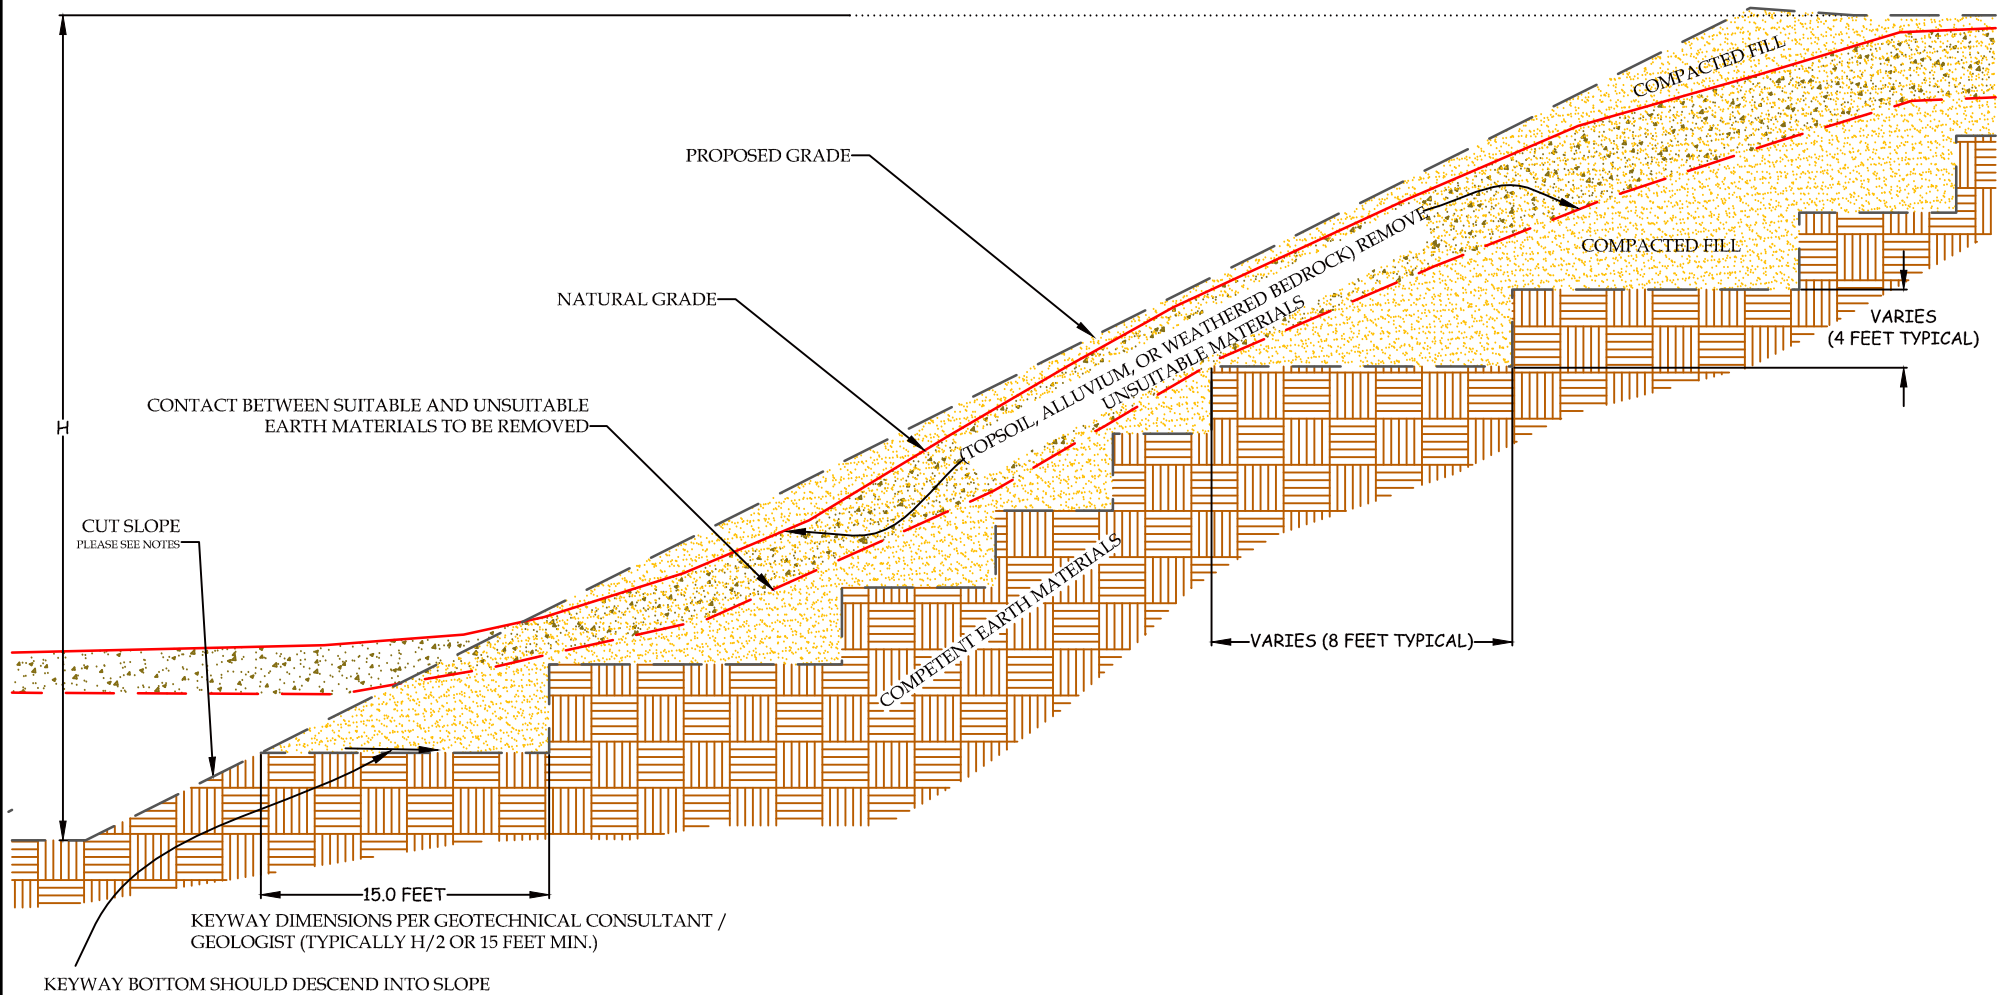 COMPACTED FILL
PROPOSED GRADE
(TOPSOIL, ALLUVIUM, OR WEATHERED BEDROCK) REMOVE
UNSUITABLE MATERIALS
COMPACTED FILL
NATURAL GRADE
VARIES
(4 FEET TYPICAL)
CONTACT BETWEEN SUITABLE AND UNSUITABLE
EARTH MATERIALS TO BE REMOVED
H
CUT SLOPE
PLEASE SEE NOTES
COMPETENT EARTH MATERIALS
VARIES (8 FEET TYPICAL)
15.0 FEET
KEYWAY DIMENSIONS PER GEOTECHNICAL CONSULTANT /
GEOLOGIST (TYPICALLY H/2 OR 15 FEET MIN.)
KEYWAY BOTTOM SHOULD DESCEND INTO SLOPE